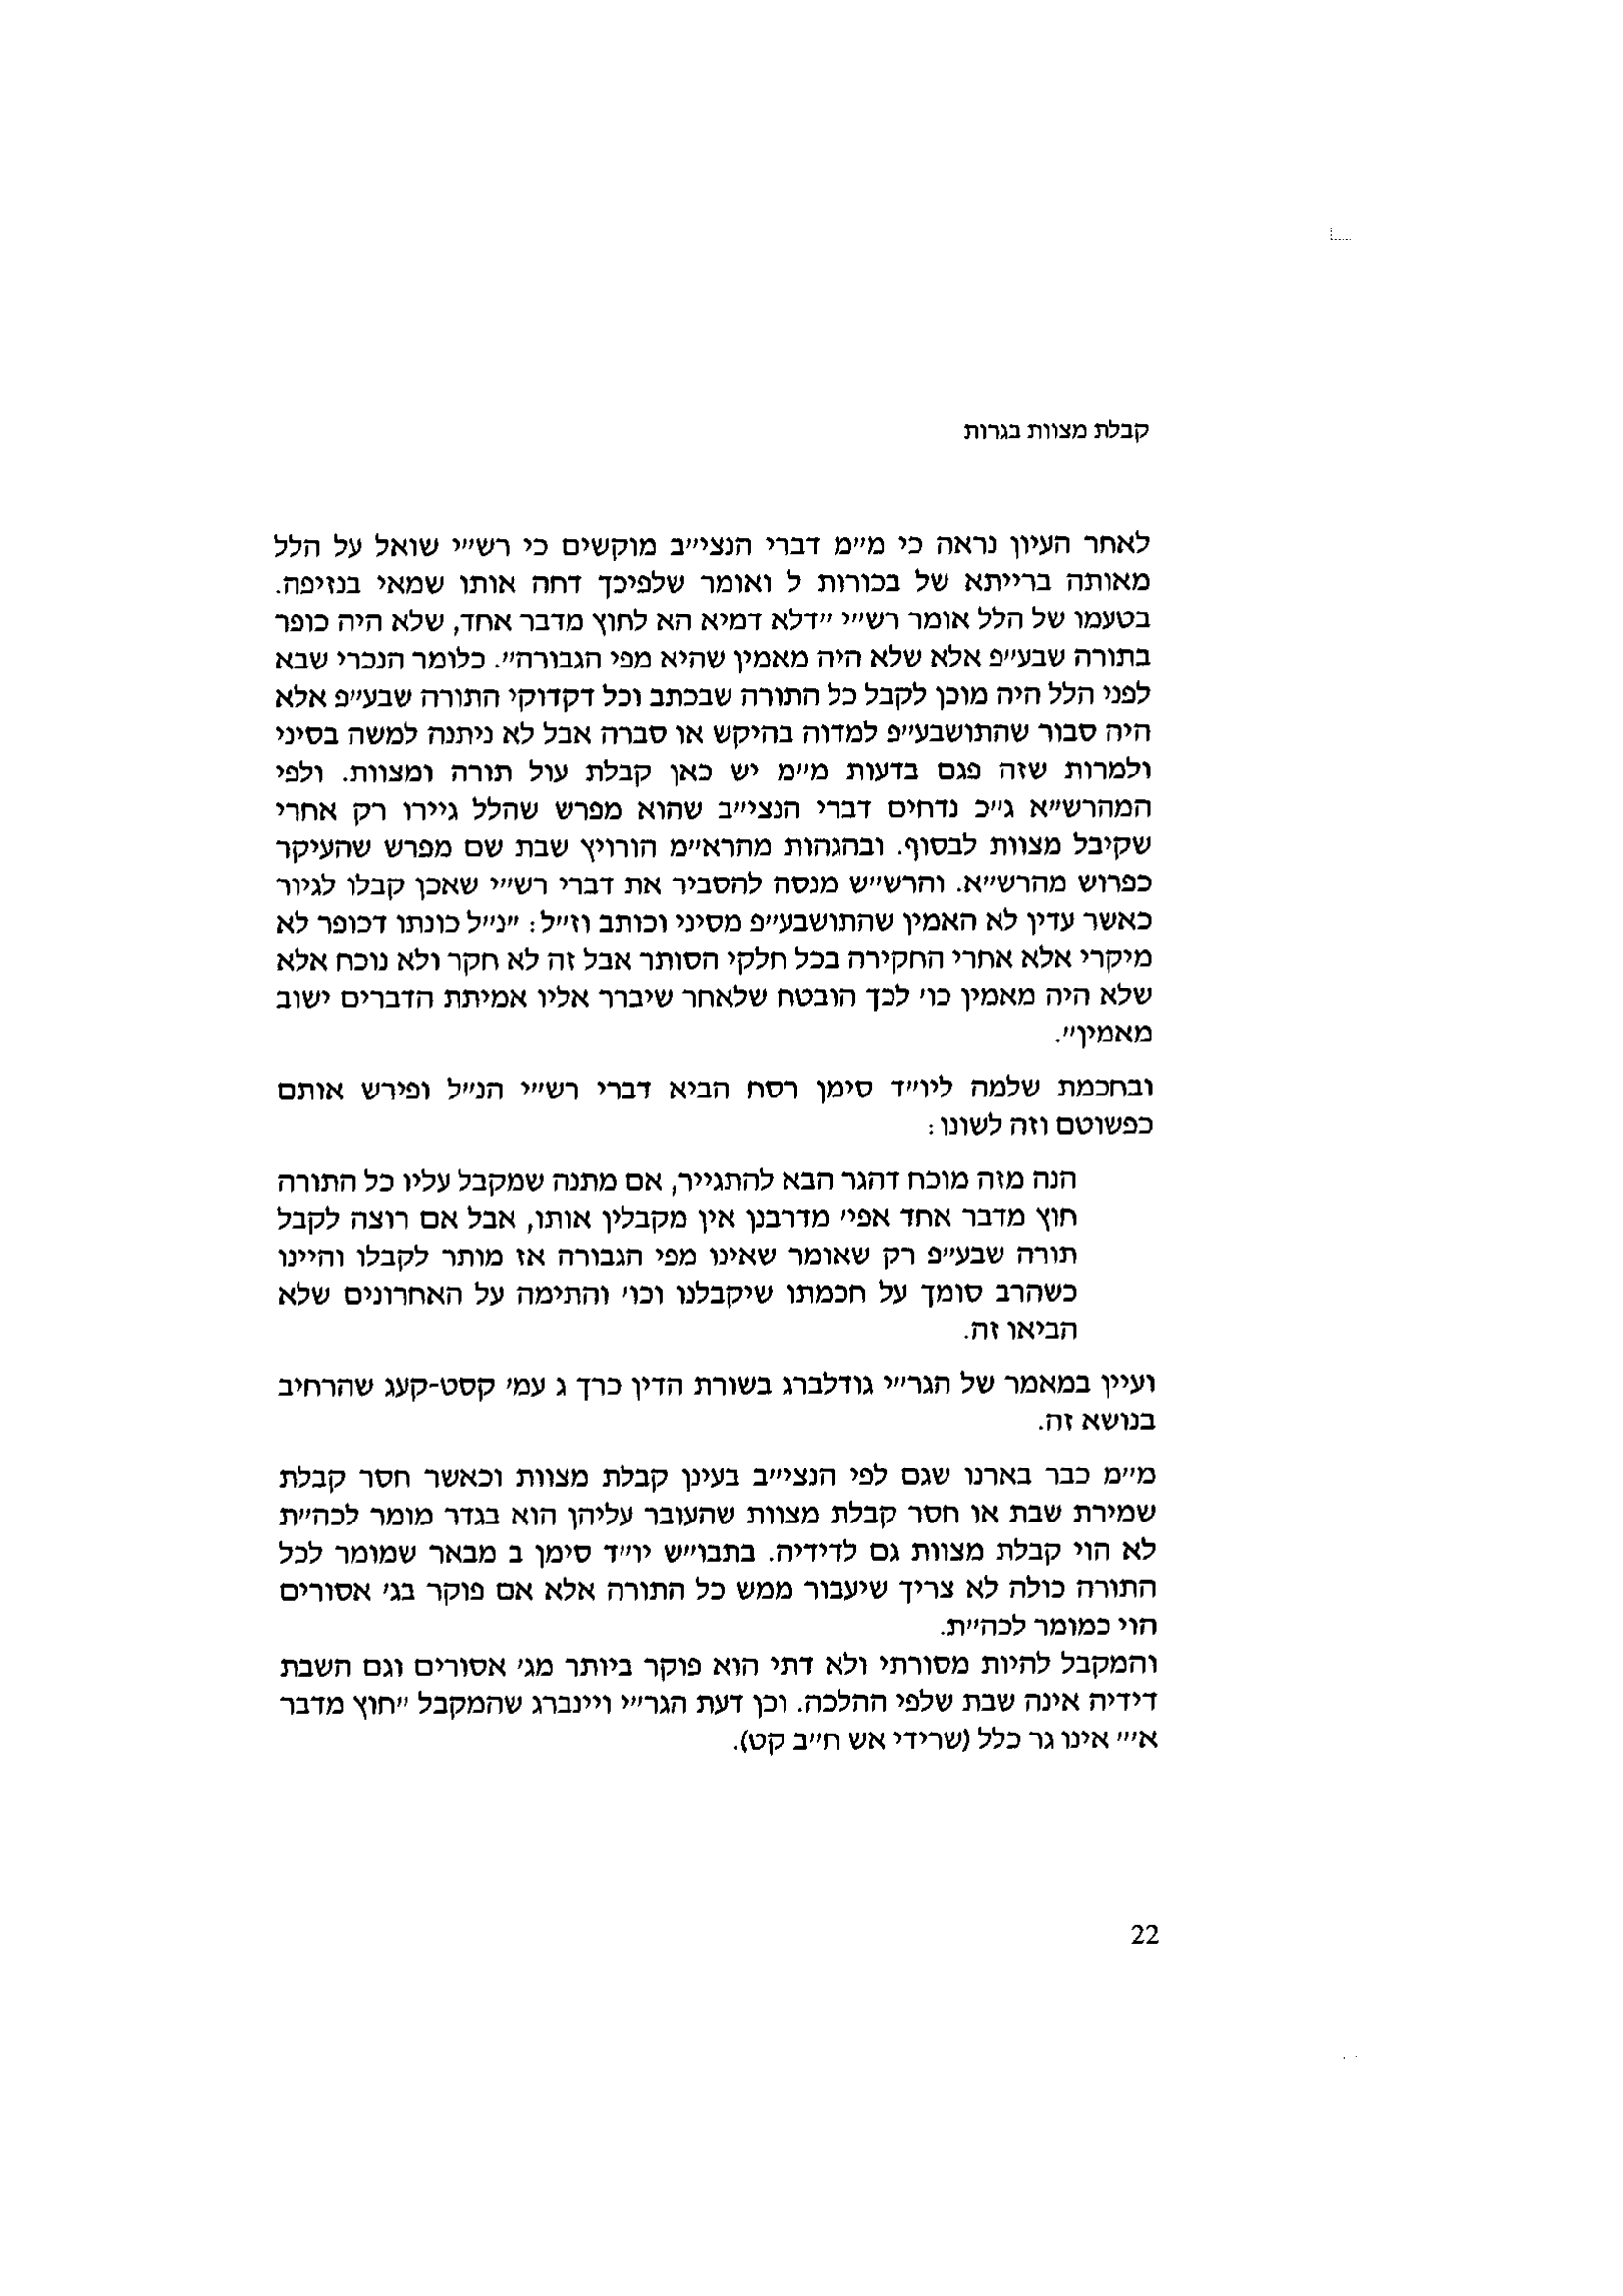 קבלת מצוות בגרות
לאחר העיון נראה כי מ״מ דברי הנצי״ב מוקשים כי רש״י שואל על הלל
מאותה ברייתא של בכורות ל ואומר שלפיכך דחה אותו שמאי בנזיפה.
בטעמו של הלל אומר רש״י ״דלא דמיא הא לחוץ מדבר אחד, שלא היה כופר
בתורה שבע״פ אלא שלא היה מאמין שהיא מפי הגבורה״. כלומר הנכרי שבא
לפני הלל היה מוכן לקבל כל התורה שבכתב וכל דקדוקי התורה שבע״פ אלא
היה סבור שהתושבע״פ למדוה בהיקש או סברה אבל לא ניתנה למשה בסיני
ולמרות שזה פגם בדעות מ״מ יש כאן קבלת עול תורה ומצוות. ולפי
המהרש״א ג״כ נדחים דברי הנצי״ב שהוא מפרש שהלל גיירו רק אחרי
שקיבל מצוות לבסוף. ובהגהות מהרא״מ הורויץ שבת שם מפרש שהעיקר
כפרוש מהרש״א. והרש״ש מנסה להסביר את דברי רש״י שאכן קבלו לגיור
כאשר עדין לא האמין שהתושבע״פ מסיני וכותב וז״ל: ״נ״ל כונתו דכופר לא
מיקרי אלא אחרי החקירה בכל חלקי הסותר אבל זה לא חקר ולא נוכח אלא
שלא היה מאמין כו׳ לכך הובטח שלאחר שיברר אליו אמיתת הדברים ישוב
מאמין״.
ובחכמת שלמה ליו״ד סימן רסח הביא דברי רש״י הנ״ל ופירש אותם
כפשוטם וזה לשונו:
הנה מזה מוכח דהגר הבא להתגייר, אם מתנה שמקבל עליו כל התורה
חוץ מדבר אחד אפי׳ מדרבנן אין מקבלין אותו, אבל אם רוצה לקבל
תורה שבע״פ רק שאומר שאינו מפי הגבורה אז מותר לקבלו והיינו
כשהרב סומך על חכמתו שיקבלנו וכו׳ והתימה על האחרונים שלא
הביאו זה.
ועיין במאמר של הגר״י גודלברג בשורת הדין כרך ג עמ׳ קסט-קעג שהרחיב
בנושא זה.
מ״מ כבר בארנו שגם לפי הנצי״ב בעינן קבלת מצוות וכאשר חסר קבלת
שמירת שבת או חסר קבלת מצוות שהעובר עליהן הוא בגדר מומר לכה״ת
לא הוי קבלת מצוות גם לדידיה. בתבו״ש יו״ד סימן ב מבאר שמומר לכל
התורה כולה לא צריך שיעבור ממש כל התורה אלא אם פוקר בג׳ אסורים
הוי כמומר לכה״ת.
והמקבל להיות מסורתי ולא דתי הוא פוקר ביותר מג׳ אסורים וגם השבת
דידיה אינה שבת שלפי ההלכה. וכן דעת הגר״י ויינברג שהמקבל ״חוץ מדבר
א׳״ אינו גר כלל (שרידי אש ח״ב קט).
22